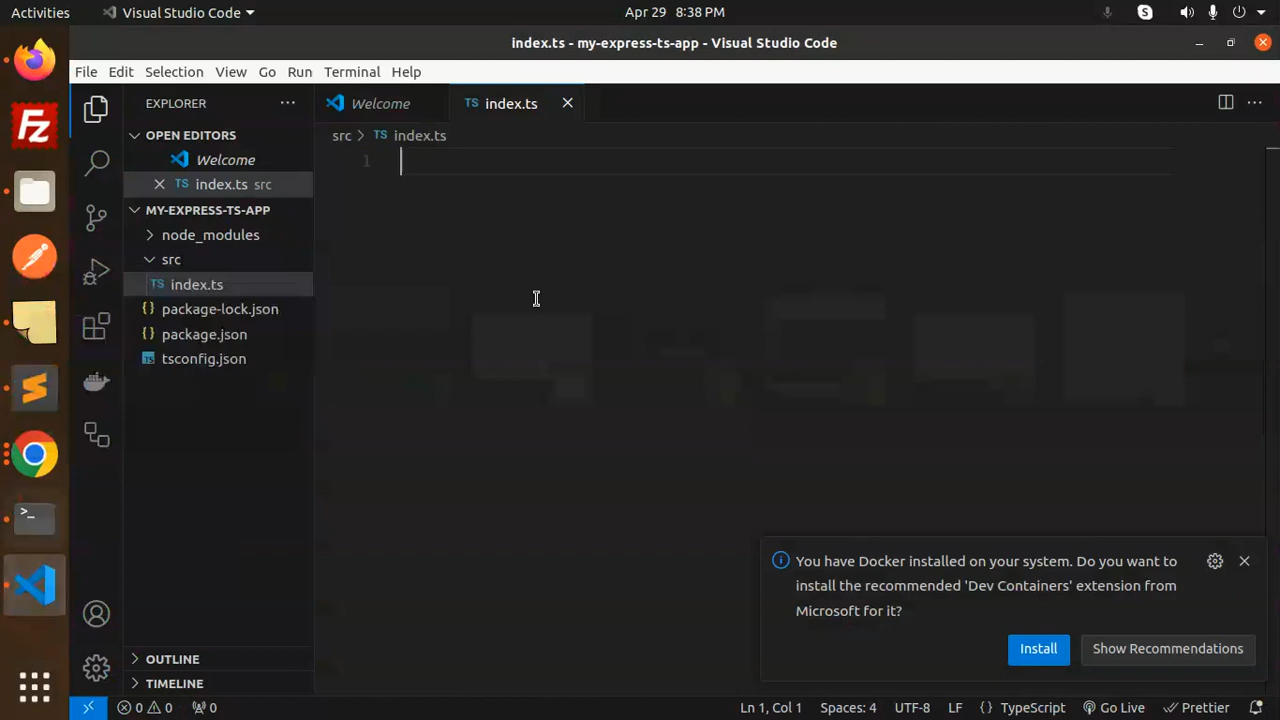 Activities
Visual Studio Code
Apr 29 8:38 PM
index.ts - my-express-ts-app - Visual Studio Code
File Edit Selection View Go Run Terminal Help
EXPLORER
OPEN EDITORS
Welcome
index.ts src
MY-EXPRESS-TS-APP
node_modules
src
TS index.ts
package-lock.json
package.json
tsconfig.json
OUTLINE
TIMELINE
Welcome
TS index.ts
src > TS index.ts
1
You have Docker installed on your system. Do you want to
install the recommended 'Dev Containers' extension from
Microsoft for it?
Install
Show Recommendations
0 0 0
Ln 1, Col 1 Spaces: 4 UTF-8 LF {} TypeScript Go Live Prettier